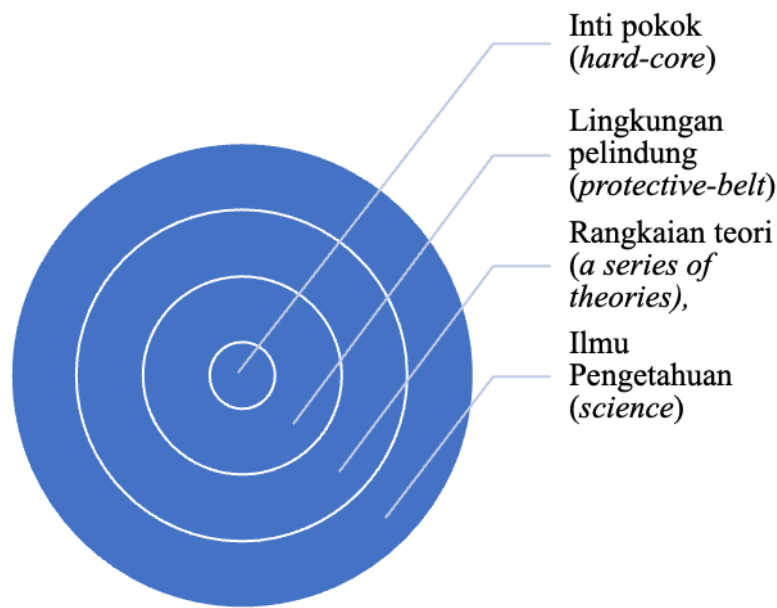 Inti pokok
(hard-core)
Lingkungan
pelindung
(protective-belt)
Rangkaian teori
(a series of
theories),
Ilmu
Pengetahuan
(science)